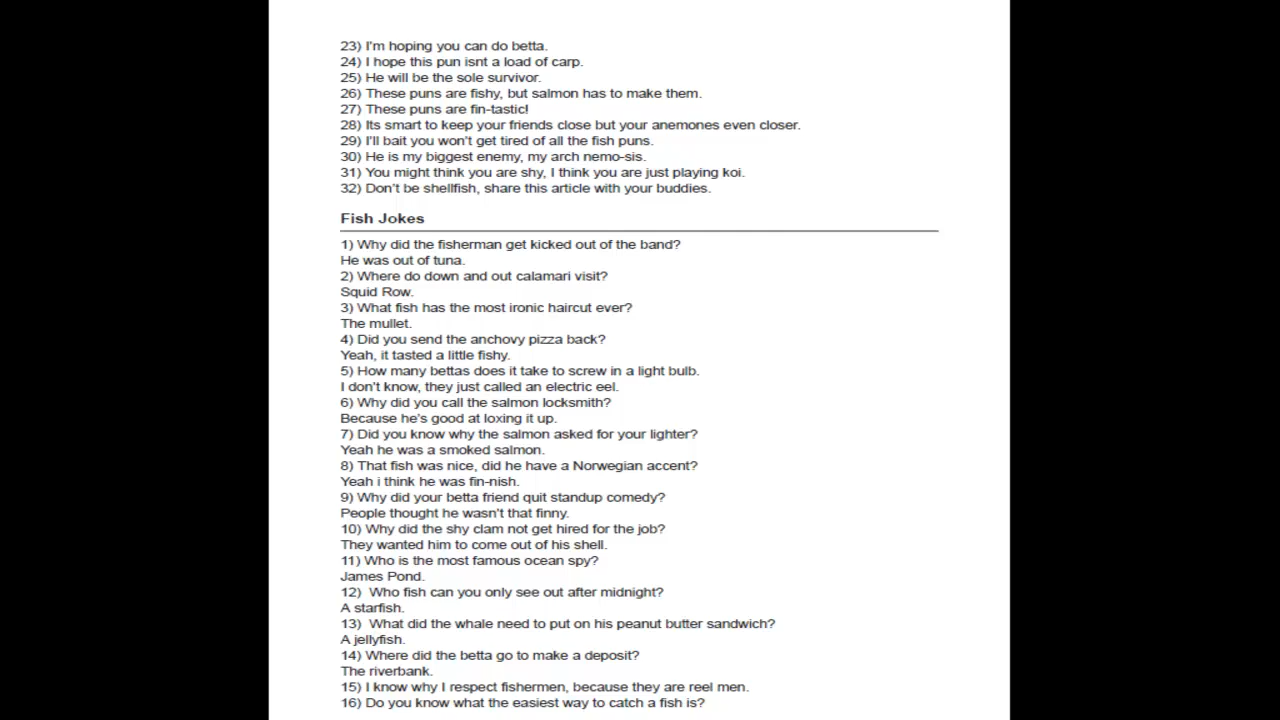 23) I'm hoping you can do betta.
24) I hope this pun isnt a load of carp.
25) He will be the sole survivor.
26) These puns are fishy, but salmon has to make them.
27) These puns are fin-tastic!
28) Its smart to keep your friends close but your anemones even closer.
29) I'll bait you won't get tired of all the fish puns.
30) He is my biggest enemy, my arch nemo-sis.
31) You might think you are shy, I think you are just playing koi.
32) Don't be shellfish, share this article with your buddies.
Fish Jokes
1) Why did the fisherman get kicked out of the band?
He was out of tuna.
2) Where do down and out calamari visit?
Squid Row.
3) What fish has the most ironic haircut ever?
The mullet.
4) Did you send the anchovy pizza back?
Yeah, it tasted a little fishy.
5) How many bettas does it take to screw in a light bulb.
I don't know, they just called an electric eel.
6) Why did you call the salmon locksmith?
Because he's good at loxing it up.
7) Did you know why the salmon asked for your lighter?
Yeah he was a smoked salmon.
8) That fish was nice, did he have a Norwegian accent?
Yeah i think he was fin-nish.
9) Why did your betta friend quit standup comedy?
People thought he wasn't that finny.
10) Why did the shy clam not get hired for the job?
They wanted him to come out of his shell.
11) Who is the most famous ocean spy?
James Pond.
12) Who fish can you only see out after midnight?
A starfish.
13) What did the whale need to put on his peanut butter sandwich?
A jellyfish.
14) Where did the betta go to make a deposit?
The riverbank.
15) I know why I respect fishermen, because they are reel men.
16) Do you know what the easiest way to catch a fish is?